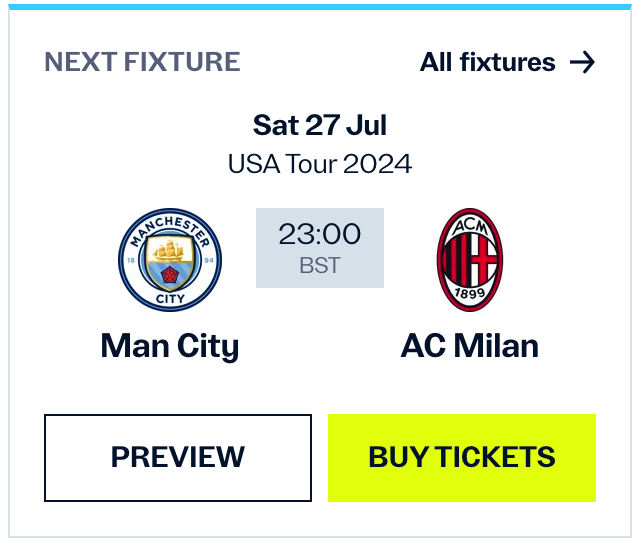 NEXT FIXTURE
All fixtures →
Sat 27 Jul
USA Tour 2024
MANCHESTER
18 94
CITY
23:00
BST
ACM
1899
Man City
AC Milan
PREVIEW
BUY TICKETS